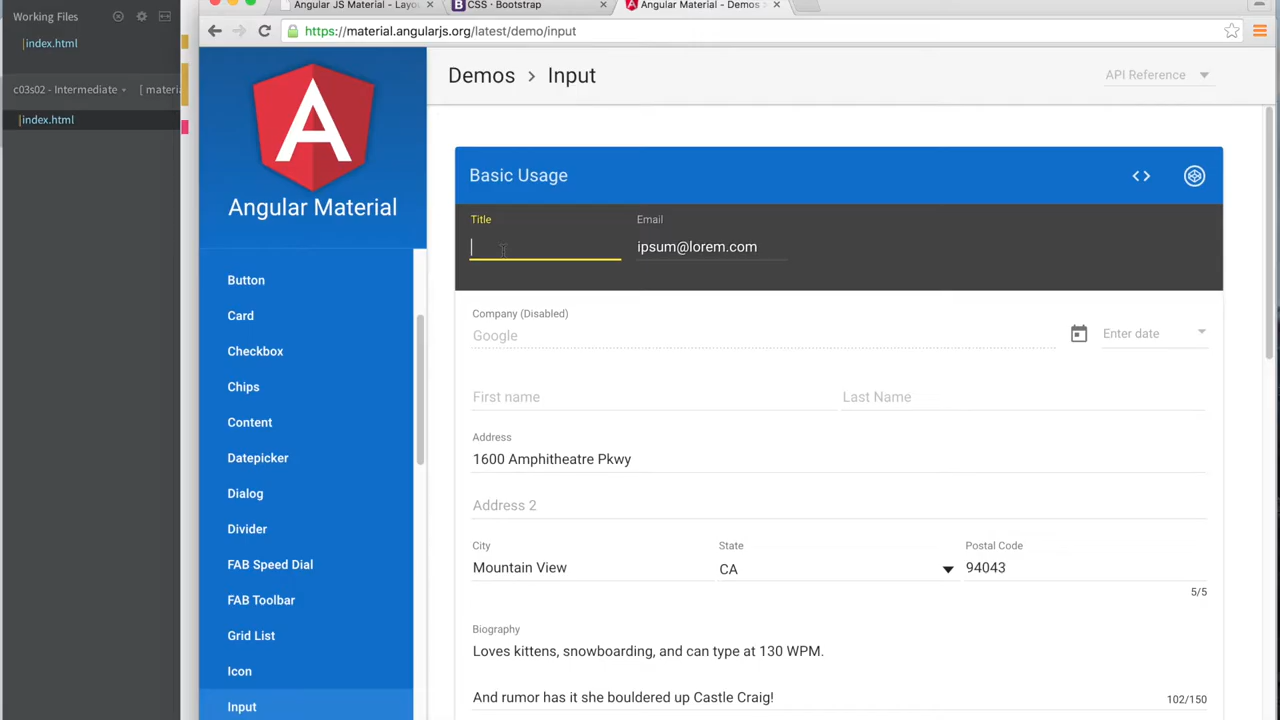 Working Files
index.html
c03s02 - Intermediate
[ materia
index.html
Angular JS Material - Layou
CSS · Bootstrap
Angular Material - Demos >
https://material.angularjs.org/latest/demo/input
Angular Material
Button
Card
Checkbox
Chips
Content
Datepicker
Dialog
Divider
FAB Speed Dial
FAB Toolbar
Grid List
Icon
Input
Demos > Input
API Reference
Basic Usage
Title
Email
ipsum@lorem.com
Company (Disabled)
Google
Enter date
First name
Last Name
Address
1600 Amphitheatre Pkwy
Address 2
City
State
Postal Code
Mountain View
CA
94043
5/5
Biography
Loves kittens, snowboarding, and can type at 130 WPM.
And rumor has it she bouldered up Castle Craig!
102/150